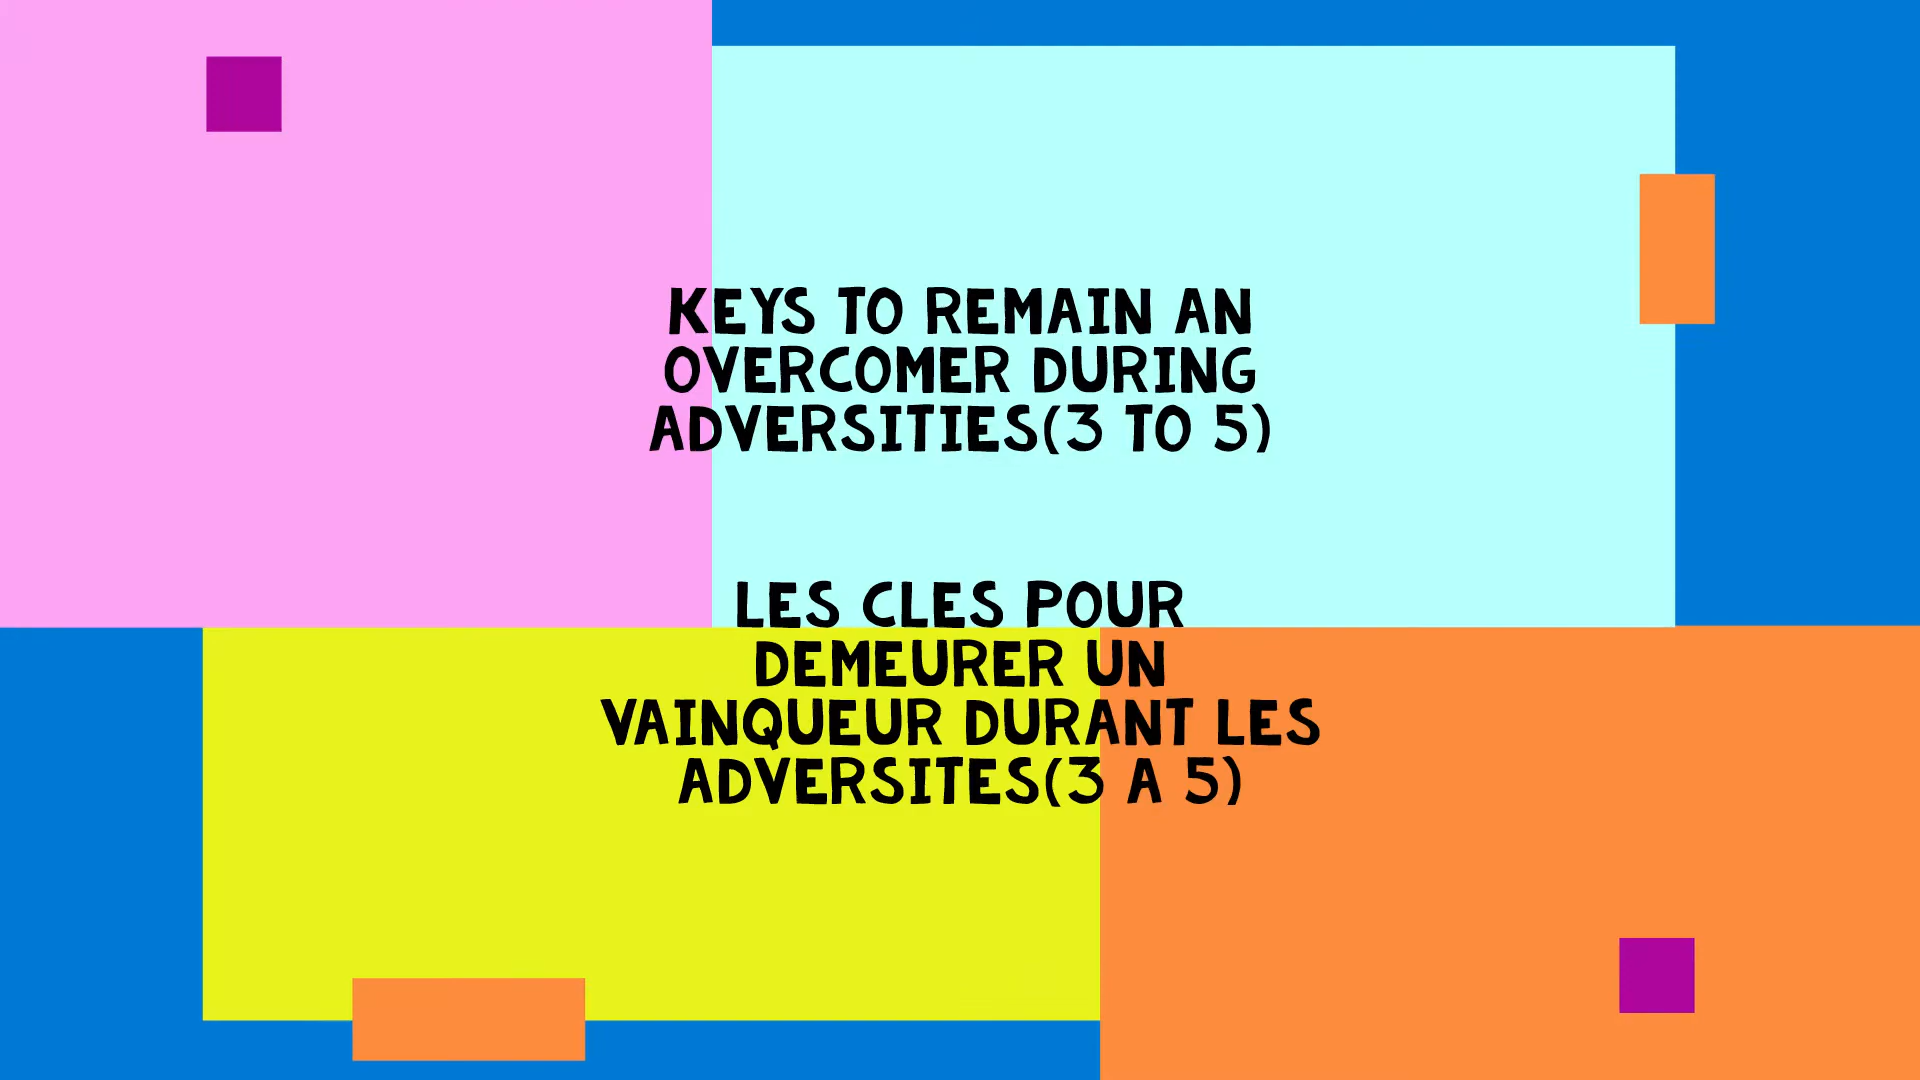 KEYS TO REMAIN AN
OVERCOMER DURING
ADVERSITIES(3 TO 5)
LES CLES POUR
DEMEURER UN
VAINQUEUR DURANT LES
ADVERSITES(3 A 5)